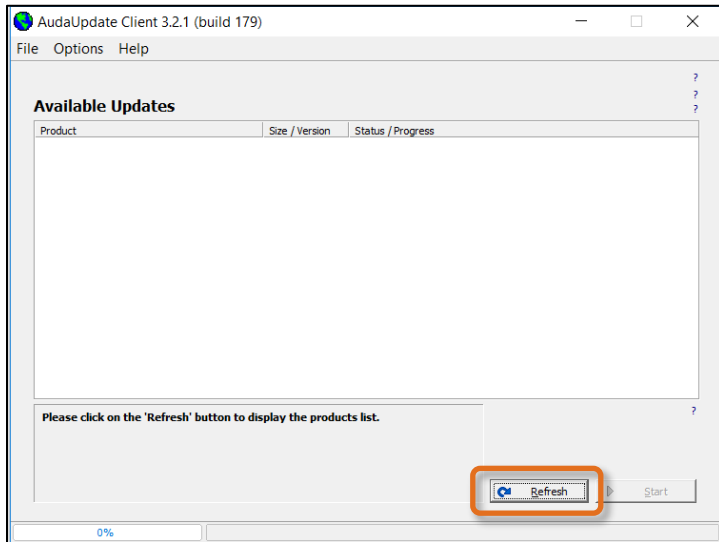 AudaUpdate Client 3.2.1 (build 179)
File Options Help
?
?
Available Updates
?
Product Size / Version Status / Progress
Please click on the 'Refresh' button to display the products list.
?
Refresh Start
0%